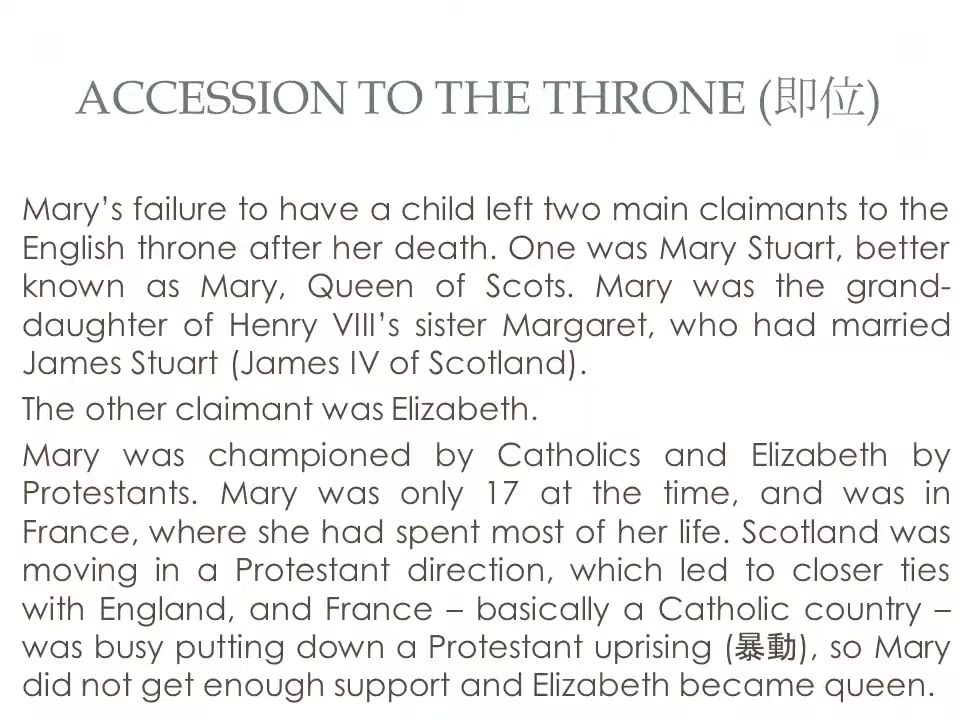 ACCESSION TO THE THRONE (即位)
Mary’s failure to have a child left two main claimants to the
English throne after her death. One was Mary Stuart, better
known as Mary, Queen of Scots. Mary was the grand-
daughter of Henry VIII’s sister Margaret, who had married
James Stuart (James IV of Scotland).
The other claimant was Elizabeth.
Mary was championed by Catholics and Elizabeth by
Protestants. Mary was only 17 at the time, and was in
France, where she had spent most of her life. Scotland was
moving in a Protestant direction, which led to closer ties
with England, and France – basically a Catholic country –
was busy putting down a Protestant uprising (暴動), so Mary
did not get enough support and Elizabeth became queen.